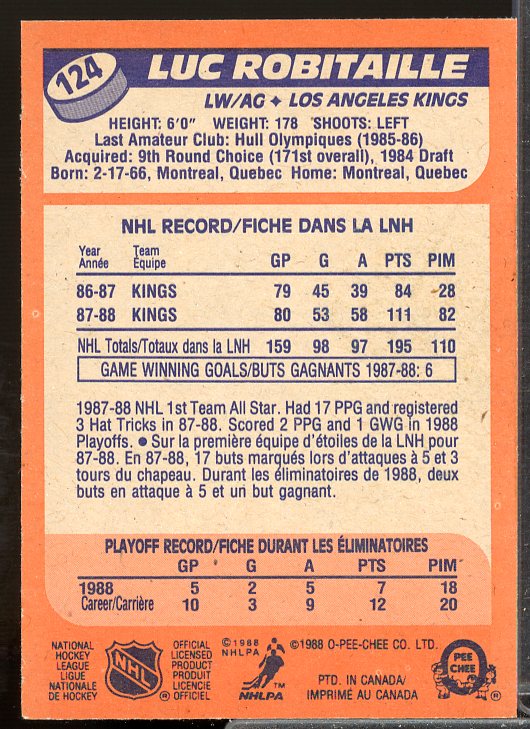 124
LUC ROBITAILLE
LW/AG ✦ LOS ANGELES KINGS
HEIGHT: 6'0" WEIGHT: 178 SHOOTS: LEFT
Last Amateur Club: Hull Olympiques (1985-86)
Acquired: 9th Round Choice (171st overall), 1984 Draft
Born: 2-17-66, Montreal, Quebec Home: Montreal, Quebec
NHL RECORD/FICHE DANS LA LNH
Year Team
Année Équipe GP G A PTS PIM
86-87 KINGS 79 45 39 84 28
87-88 KINGS 80 53 58 111 82
NHL Totals/Totaux dans la LNH 159 98 97 195 110
GAME WINNING GOALS/BUTS GAGNANTS 1987-88: 6
1987-88 NHL 1st Team All Star. Had 17 PPG and registered
3 Hat Tricks in 87-88. Scored 2 PPG and 1 GWG in 1988
Playoffs. ● Sur la première équipe d'étoiles de la LNH pour
87-88. En 87-88, 17 buts marqués lors d'attaques à 5 et 3
tours du chapeau. Durant les éliminatoires de 1988, deux
buts en attaque à 5 et un but gagnant.
PLAYOFF RECORD/FICHE DURANT LES ÉLIMINATOIRES
GP G A PTS PIM
1988 5 2 5 7 18
Career/Carrière 10 3 9 12 20
NATIONAL
HOCKEY
LEAGUE
LIGUE
NATIONALE
DE HOCKEY
NHL ®
OFFICIAL
LICENSED
PRODUCT
PRODUIT
LICENCIE
OFFICIEL
©1988
NHLPA
NHLPA ™
©1988 O-PEE-CHEE CO. LTD.
PTD. IN CANADA/
IMPRIMÉ AU CANADA
O PEE CHEE ®